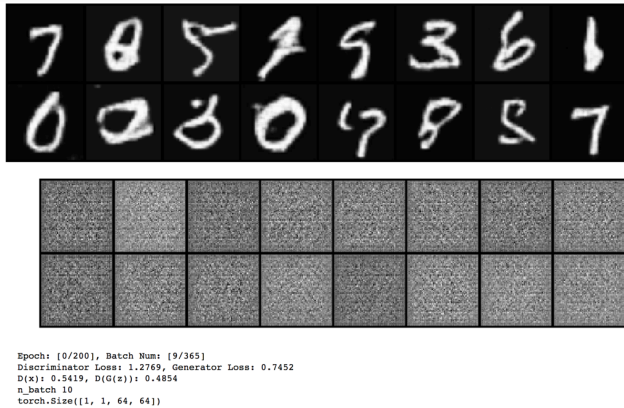 Epoch: [0/200], Batch Num: [9/365]
Discriminator Loss: 1.2769, Generator Loss: 0.7452
D(x): 0.5419, D(G(z)): 0.4854
n_batch 10
torch.Size([1, 1, 64, 64])